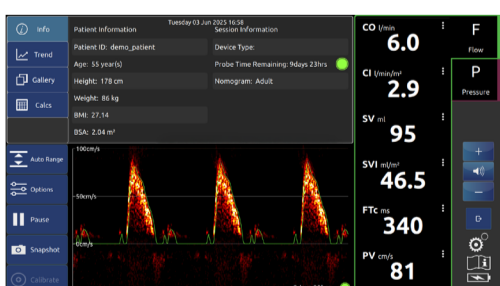 Tuesday 03 Jun 2025 16:58
Info
Trend
Gallery
Calcs
Auto Range
Options
Pause
Snapshot
Calibrate
Patient Information
Patient ID: demo_patient
Age: 55 year(s)
Height: 178 cm
Weight: 86 kg
BMI: 27.14
BSA: 2.04 m²
Session Information
Device Type:
Probe Time Remaining: 9days 23hrs
Nomogram: Adult
100cm/s
50cm/s
0cm/s
CO l/min
6.0
CI l/min/m²
2.9
SV ml
95
SVI ml/m²
46.5
FTc ms
340
PV cm/s
81
F
Flow
P
Pressure
+
−